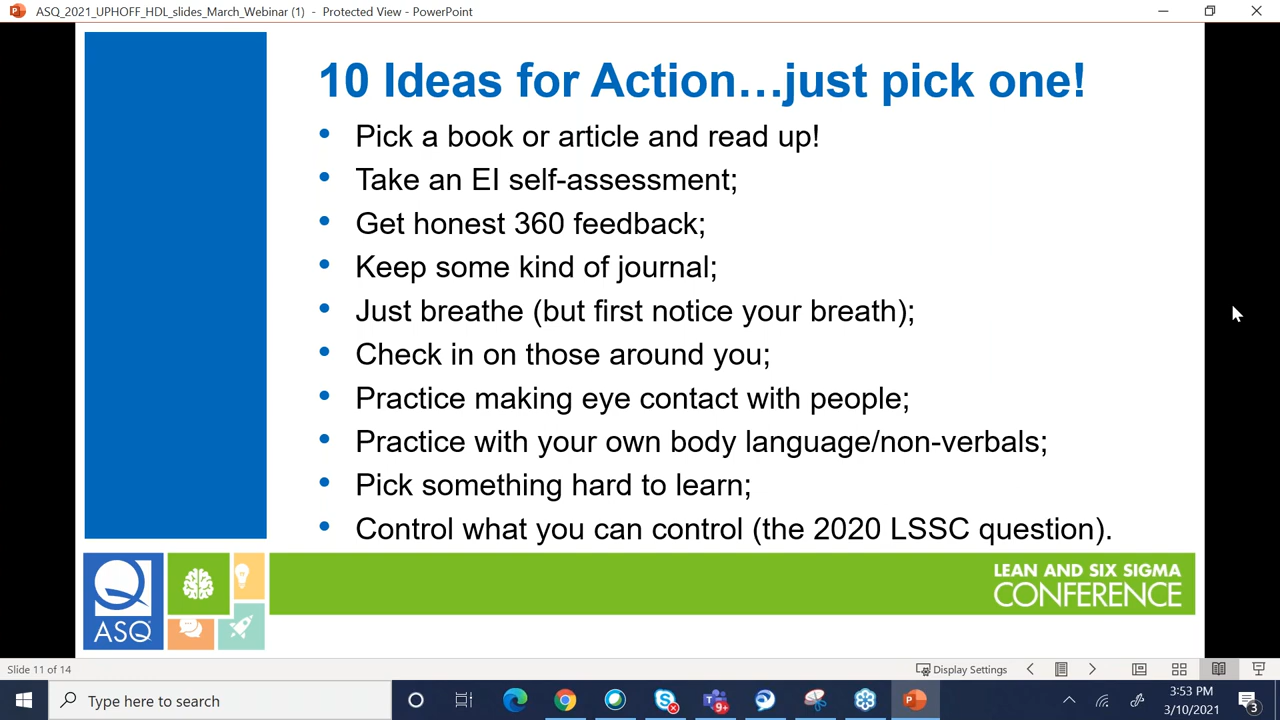 ASQ_2021_UPHOFF_HDL_slides_March_Webinar (1) - Protected View - PowerPoint
10 Ideas for Action…just pick one!
• Pick a book or article and read up!
• Take an EI self-assessment;
• Get honest 360 feedback;
• Keep some kind of journal;
• Just breathe (but first notice your breath);
• Check in on those around you;
• Practice making eye contact with people;
• Practice with your own body language/non-verbals;
• Pick something hard to learn;
• Control what you can control (the 2020 LSSC question).
ASQ
LEAN AND SIX SIGMA
CONFERENCE
Slide 11 of 14
Display Settings
Type here to search
9+
3:53 PM
3/10/2021
3